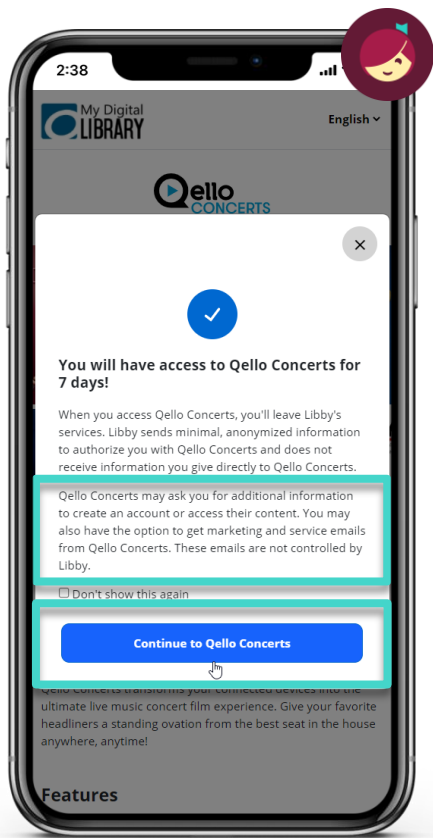 2:38
My Digital
LIBRARY
English
Qello
CONCERTS
You will have access to Qello Concerts for
7 days!
When you access Qello Concerts, you'll leave Libby's
services. Libby sends minimal, anonymized information
to authorize you with Qello Concerts and does not
receive information you give directly to Qello Concerts.
Qello Concerts may ask you for additional information
to create an account or access their content. You may
also have the option to get marketing and service emails
from Qello Concerts. These emails are not controlled by
Libby.
Don't show this again
Continue to Qello Concerts
Qello Concerts transforms your connected devices into the
ultimate live music concert film experience. Give your favorite
headliners a standing ovation from the best seat in the house
anywhere, anytime!
Features